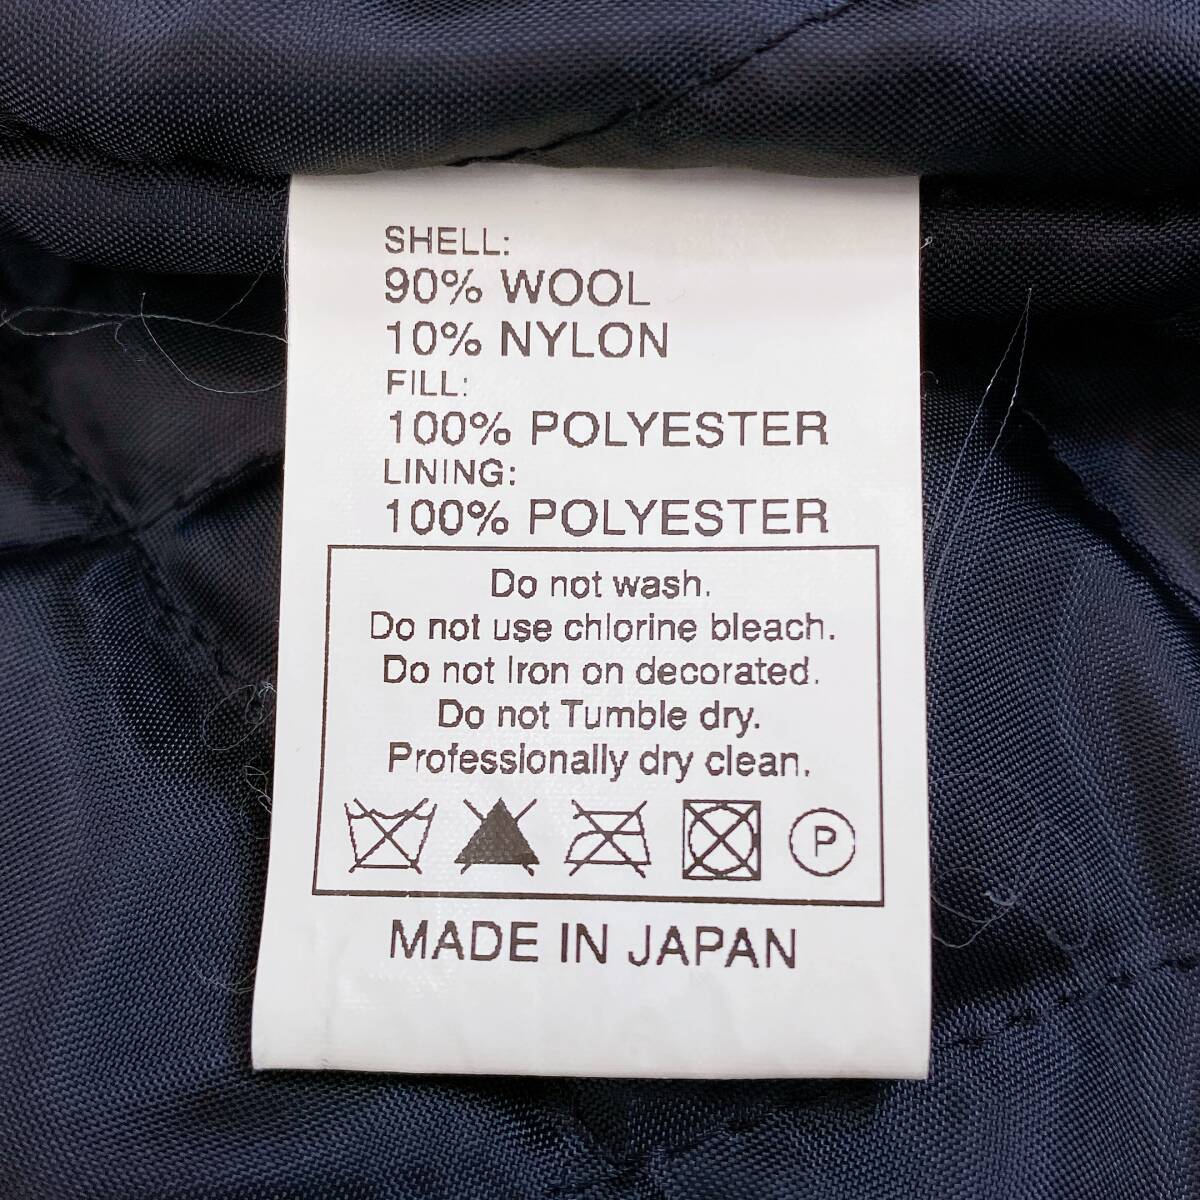 SHELL:
90% WOOL
10% NYLON
FILL:
100% POLYESTER
LINING:
100% POLYESTER
Do not wash.
Do not use chlorine bleach.
Do not Iron on decorated.
Do not Tumble dry.
Professionally dry clean.
P
MADE IN JAPAN